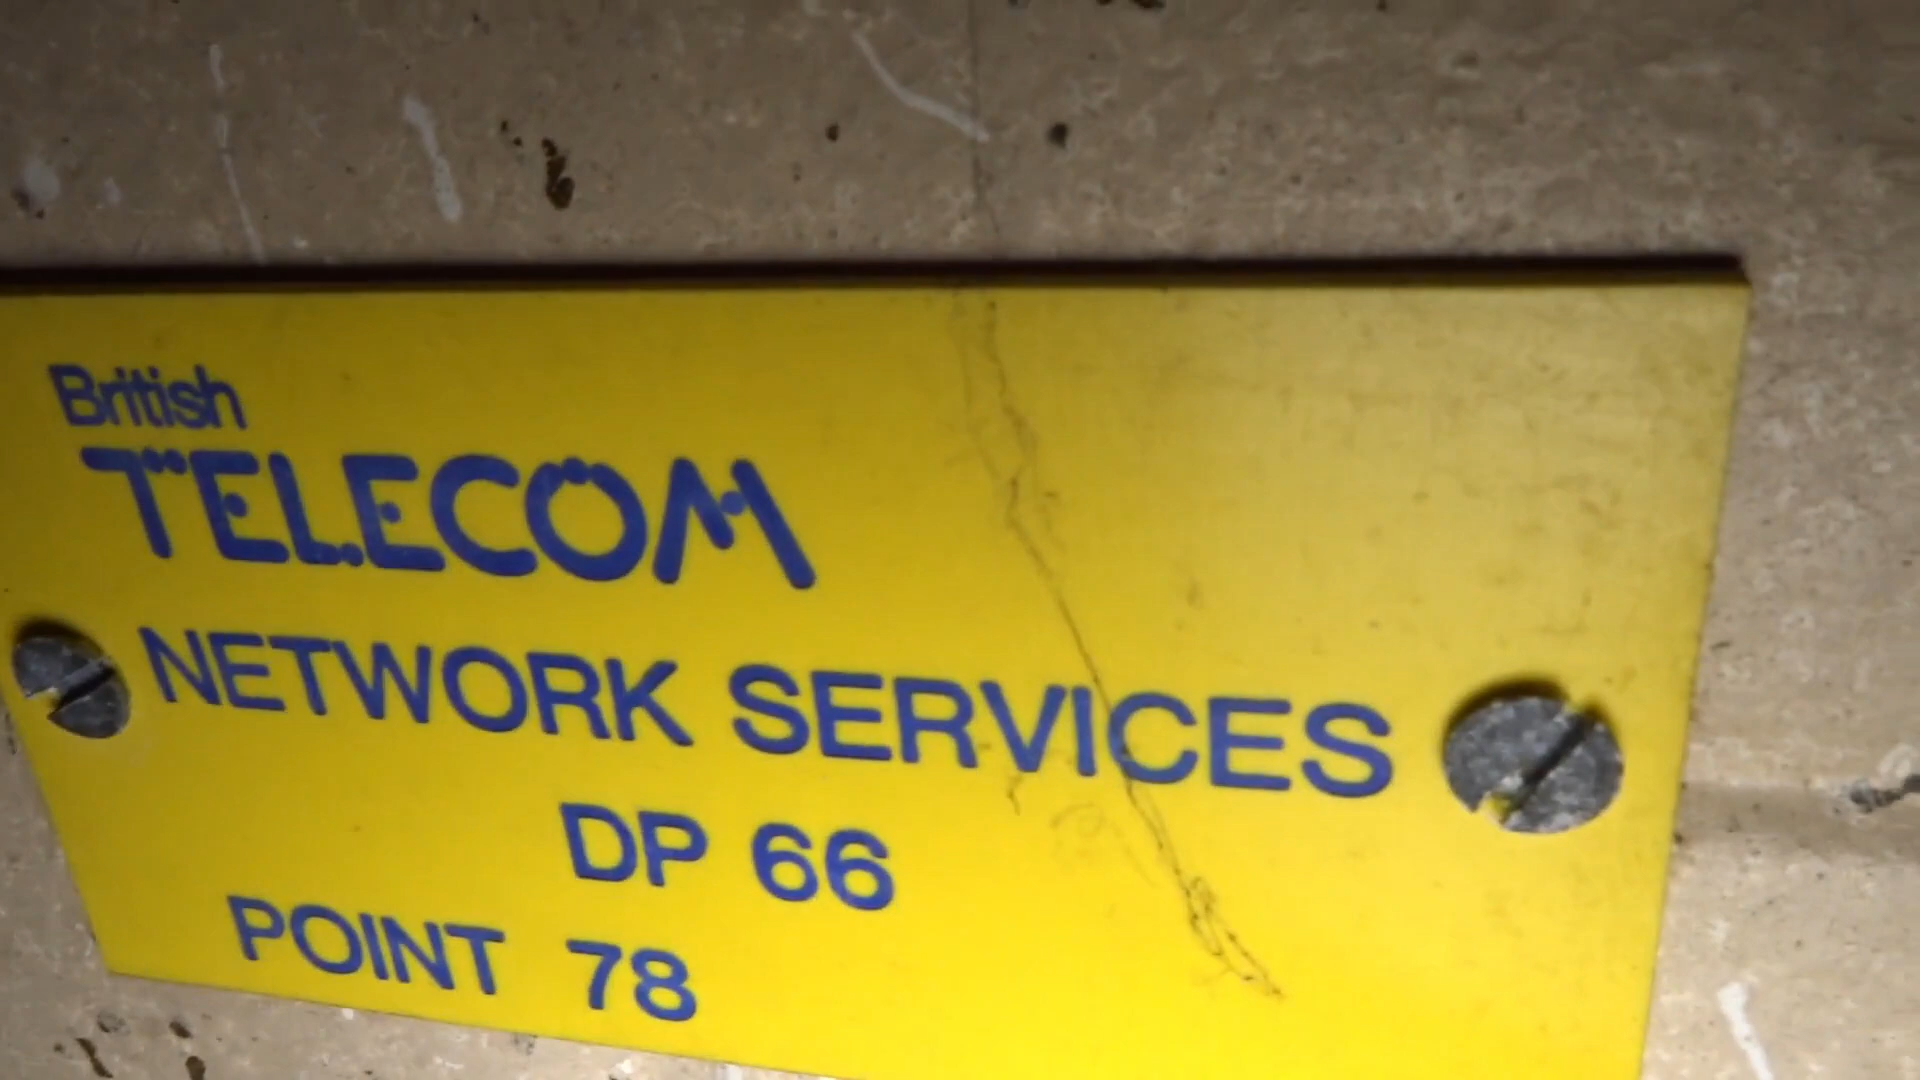 British
TELECOM
NETWORK SERVICES
DP 66
POINT 78